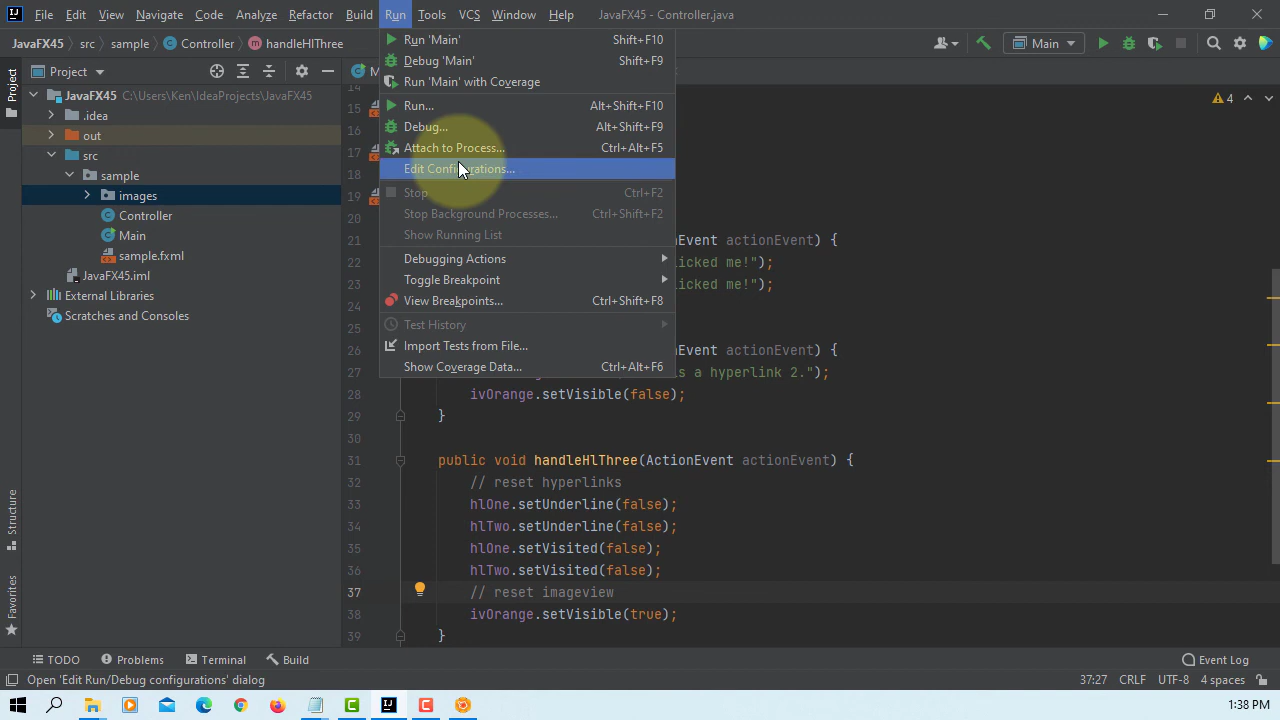 File Edit View Navigate Code Analyze Refactor Build Run Tools VCS Window Help JavaFX45 - Controller.java
JavaFX45 src sample Controller handleHlThree Main
Project
JavaFX45 C:\Users\Ken\IdeaProjects\JavaFX45
.idea
out
src
sample
images
Controller
Main
sample.fxml
JavaFX45.iml
External Libraries
Scratches and Consoles
Project
Structure
Favorites
Run 'Main' Shift+F10
Debug 'Main' Shift+F9
Run 'Main' with Coverage
Run... Alt+Shift+F10
Debug... Alt+Shift+F9
Attach to Process... Ctrl+Alt+F5
Edit Configurations...
Stop Ctrl+F2
Stop Background Processes... Ctrl+Shift+F2
Show Running List
Debugging Actions
Toggle Breakpoint
View Breakpoints... Ctrl+Shift+F8
Test History
Import Tests from File...
Show Coverage Data... Ctrl+Alt+F6
4
14
15
16
17
18
19
20
21 nEvent actionEvent) {
22 icked me!");
23 icked me!");
24
25
26 Event actionEvent) {
27 s a hyperlink 2.");
28 ivOrange.setVisible(false);
29 }
30
31 public void handleHlThree(ActionEvent actionEvent) {
32 // reset hyperlinks
33 hlOne.setUnderline(false);
34 hlTwo.setUnderline(false);
35 hlOne.setVisited(false);
36 hlTwo.setVisited(false);
37 // reset imageview
38 ivOrange.setVisible(true);
39 }
TODO Problems Terminal Build Event Log
Open 'Edit Run/Debug configurations' dialog 37:27 CRLF UTF-8 4 spaces
1:38 PM